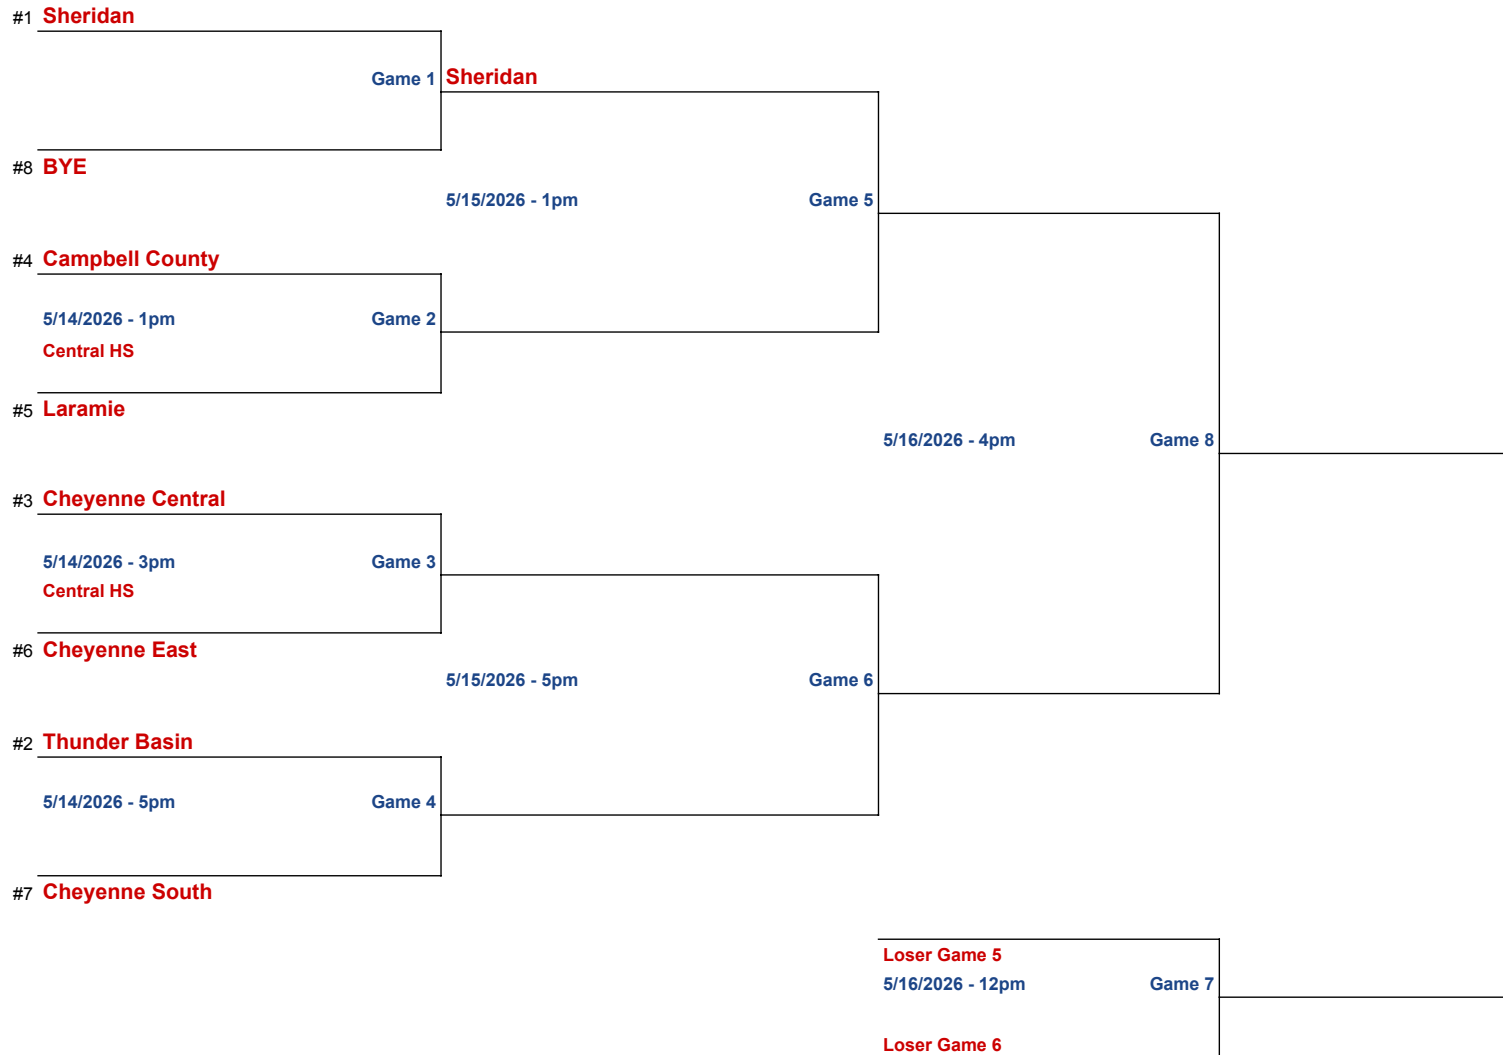 #1 Sheridan
Game 1 Sheridan
#8 BYE
5/15/2026 - 1pm Game 5
#4 Campbell County
5/14/2026 - 1pm Game 2
Central HS
#5 Laramie
5/16/2026 - 4pm Game 8
#3 Cheyenne Central
5/14/2026 - 3pm Game 3
Central HS
#6 Cheyenne East
5/15/2026 - 5pm Game 6
#2 Thunder Basin
5/14/2026 - 5pm Game 4
#7 Cheyenne South
Loser Game 5
5/16/2026 - 12pm Game 7
Loser Game 6